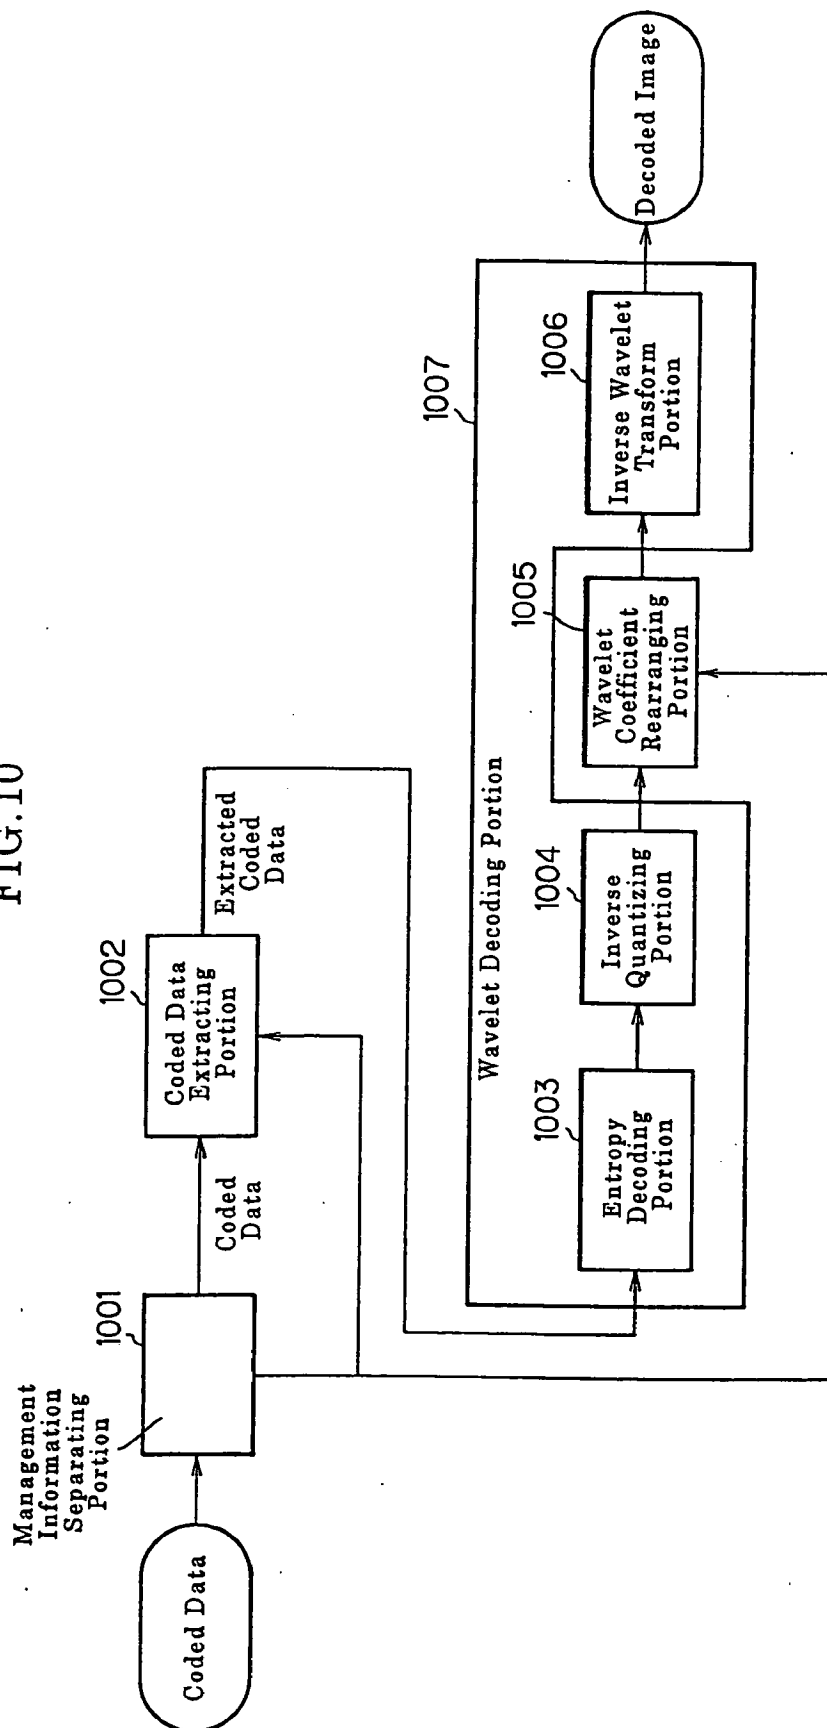 FIG.10
Coded Data
Management
Information
Separating
Portion
1001
Coded
Data
1002
Coded Data
Extracting
Portion
Extracted
Coded
Data
1007
Wavelet Decoding Portion
1003
Entropy
Decoding
Portion
1004
Inverse
Quantizing
Portion
1005
Wavelet
Coefficient
Rearranging
Portion
1006
Inverse Wavelet
Transform
Portion
Decoded Image